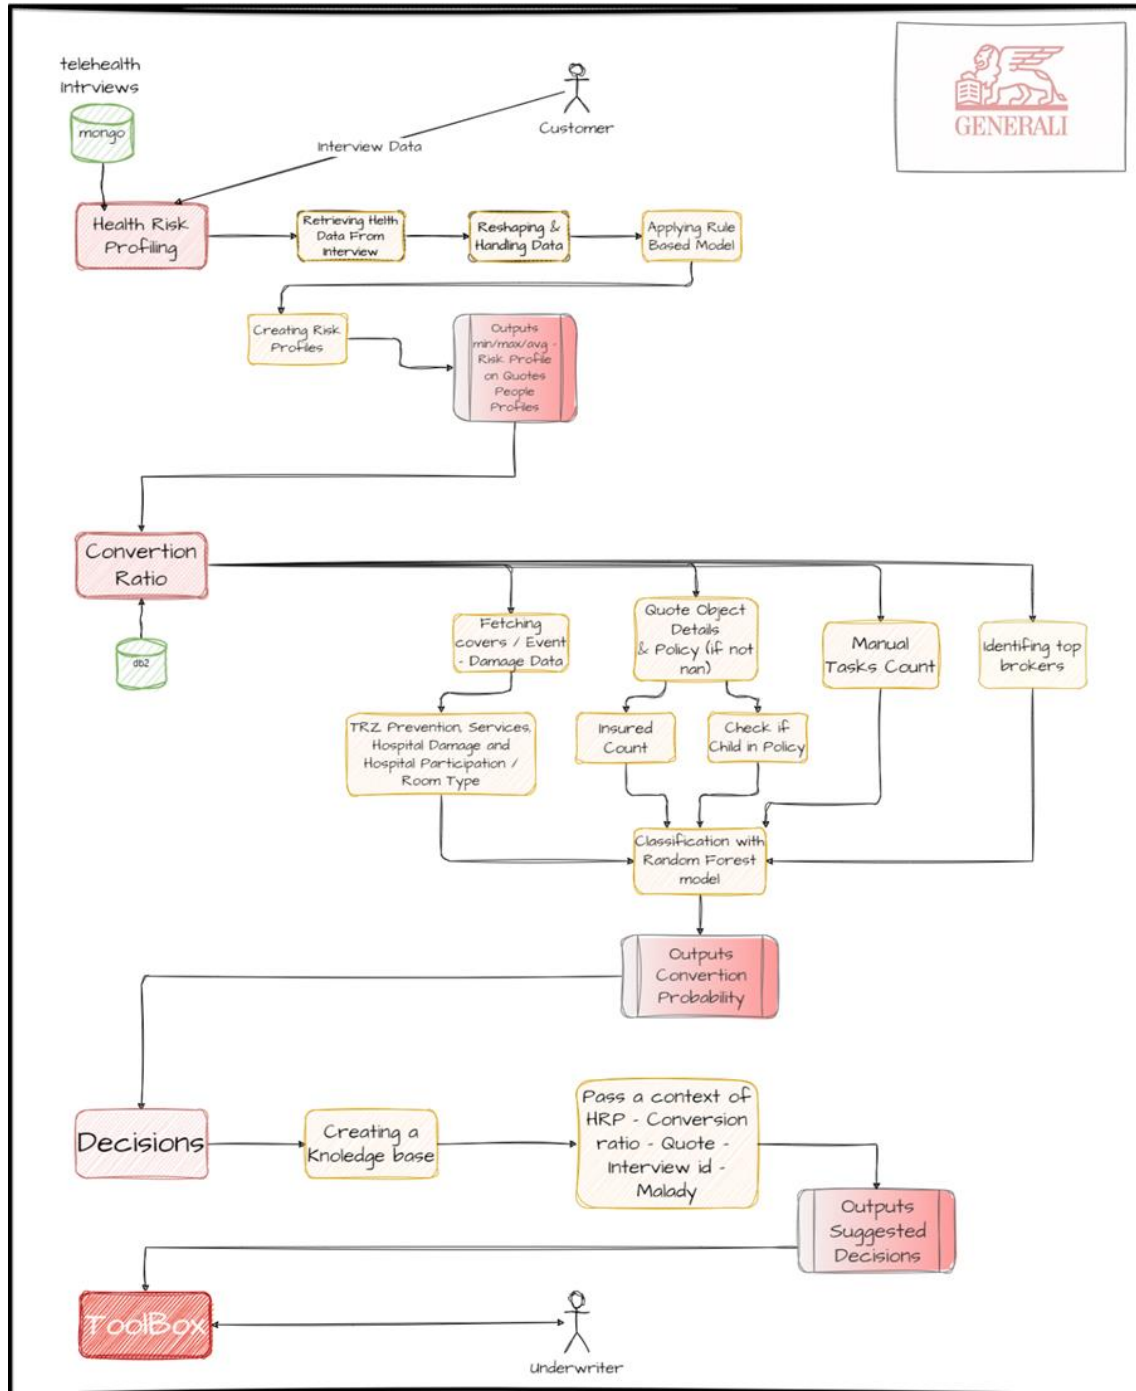 telehealth
Intrviews
mongo
Customer
GENERALI
Interview Data
Health Risk
Profiling
Retrieving Helth
Data From
Interview
Reshaping &
Handling Data
Applying Rule
Based Model
Creating Risk
Profiles
Outputs
min/max/avg -
Risk Profile
on Quotes
People
Profiles
Convertion
Ratio
db2
Fetching
covers / Event
- Damage Data
Quote Object
Details
& Policy (if not
nan)
Manual
Tasks Count
Identifing top
brokers
TRZ Prevention, Services,
Hospital Damage and
Hospital Participation /
Room Type
Insured
Count
Check if
Child in Policy
Classification with
Random Forest
model
Outputs
Convertion
Probability
Decisions
Creating a
Knoledge base
Pass a context of
HRP - Conversion
ratio - Quote -
Interview id -
Malady
Outputs
Suggested
Decisions
ToolBox
Underwriter